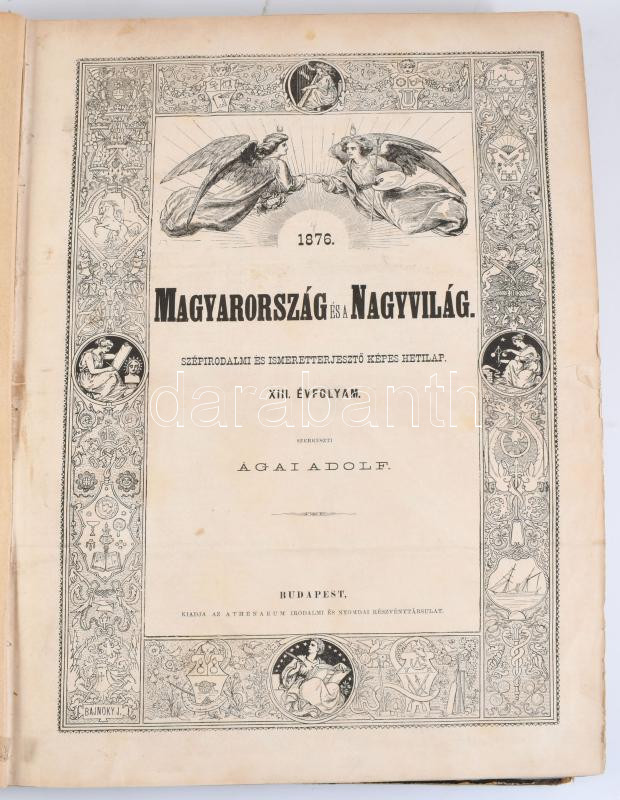 1876.
MAGYARORSZÁG ÉS A NAGYVILÁG.
SZÉPIRODALMI ÉS ISMERETTERJESZTŐ KÉPES HETILAP.
XIII. ÉVFOLYAM.
SZERKESZTI
ÁGAI ADOLF.
BUDAPEST,
KIADJA AZ ATHENAEUM IRODALMI ÉS NYOMDAI RÉSZVÉNYTÁRSULAT.
BAJNOKY J.
darabanth